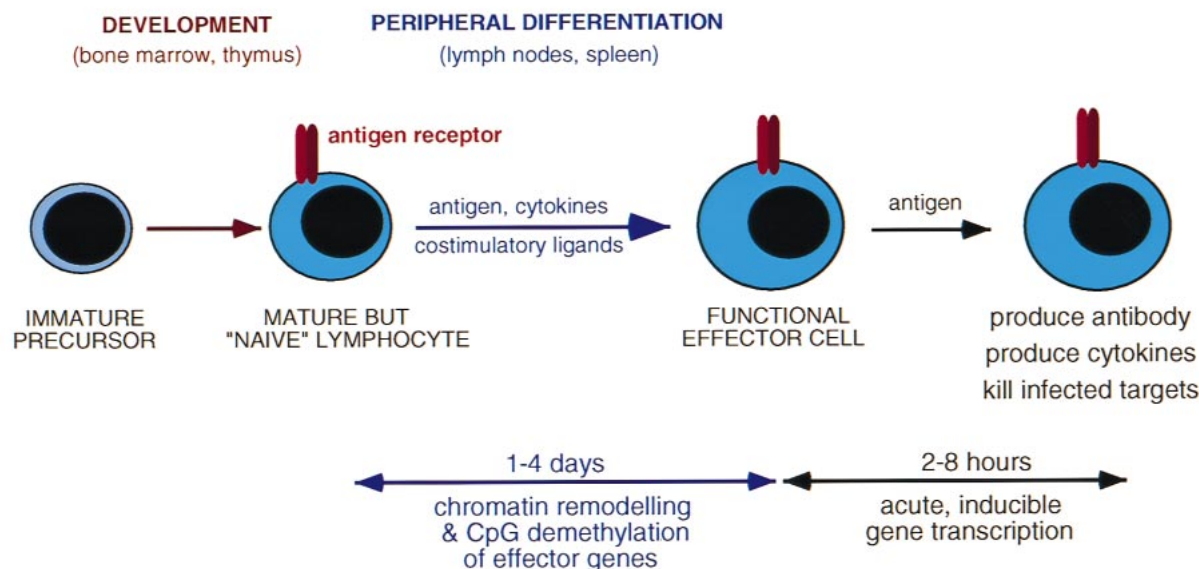 DEVELOPMENT
(bone marrow, thymus)
PERIPHERAL DIFFERENTIATION
(lymph nodes, spleen)
antigen receptor
antigen, cytokines
costimulatory ligands
antigen
IMMATURE
PRECURSOR
MATURE BUT
"NAIVE" LYMPHOCYTE
FUNCTIONAL
EFFECTOR CELL
produce antibody
produce cytokines
kill infected targets
1-4 days
chromatin remodelling
& CpG demethylation
of effector genes
2-8 hours
acute, inducible
gene transcription